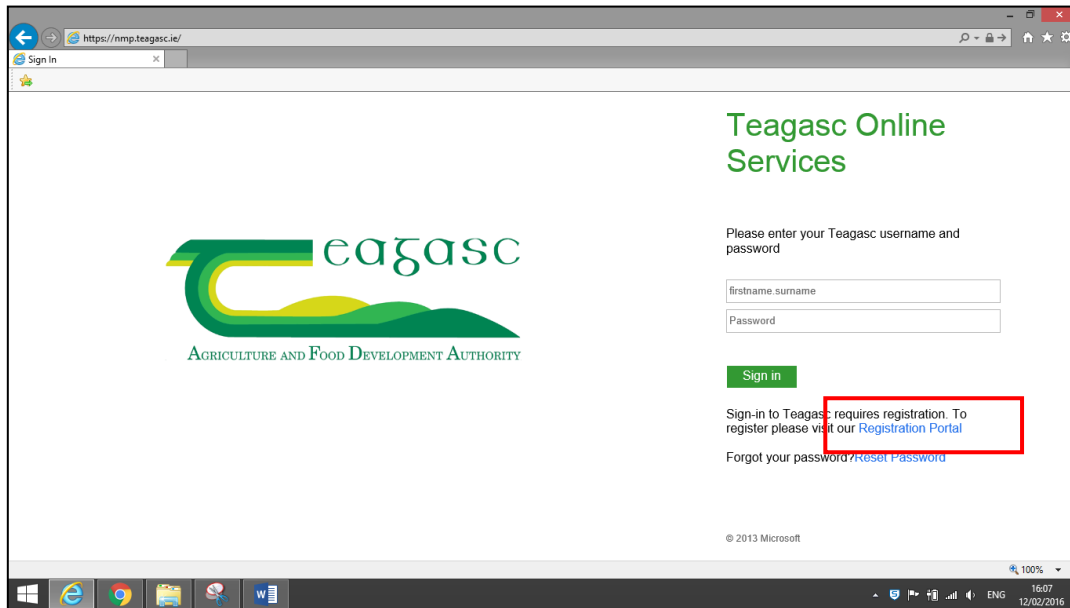 https://nmp.teagasc.ie/
Sign In
Teagasc Online
Services
Please enter your Teagasc username and
password
firstname.surname
Password
Sign in
Sign-in to Teagasc requires registration. To
register please visit our Registration Portal
Forgot your password?Reset Password
© 2013 Microsoft
eagasc
AGRICULTURE AND FOOD DEVELOPMENT AUTHORITY
100%
ENG
16:07
12/02/2016